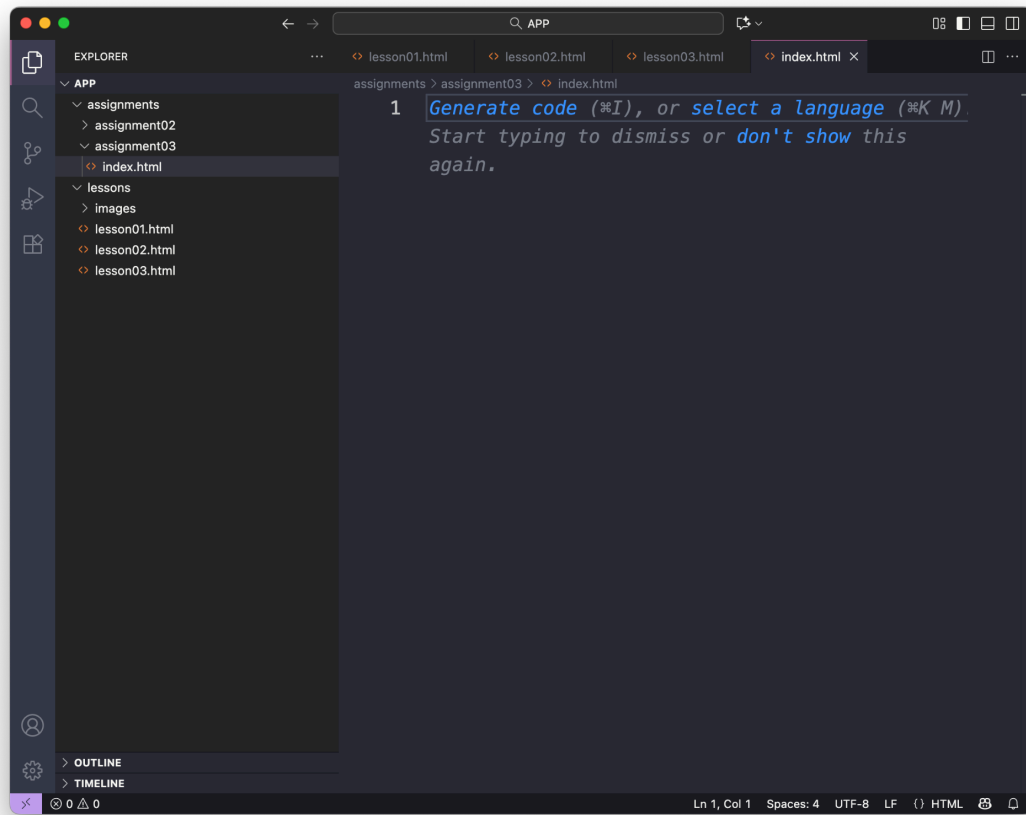 APP
EXPLORER
lesson01.html
lesson02.html
lesson03.html
index.html
APP
assignments
assignment02
assignment03
index.html
lessons
images
lesson01.html
lesson02.html
lesson03.html
OUTLINE
TIMELINE
assignments > assignment03 > index.html
1 Generate code (⌘I), or select a language (⌘K M).
Start typing to dismiss or don't show this
again.
0 0
Ln 1, Col 1 Spaces: 4 UTF-8 LF {} HTML